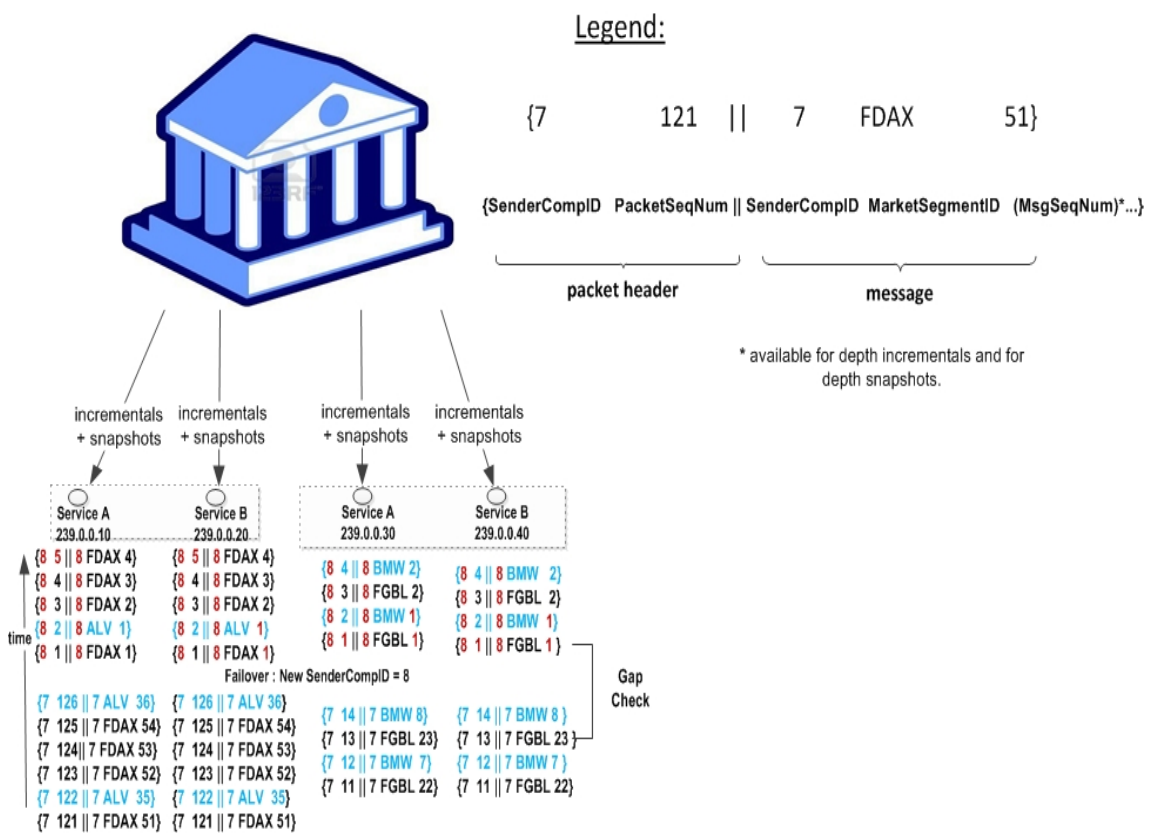 Legend:
{7 121 || 7 FDAX 51}
{SenderCompID PacketSeqNum || SenderCompID MarketSegmentID (MsgSeqNum)*...}
packet header
message
* available for depth incrementals and for
depth snapshots.
incrementals
+ snapshots
incrementals
+ snapshots
incrementals
+ snapshots
incrementals
+ snapshots
Service A
239.0.0.10
Service B
239.0.0.20
Service A
239.0.0.30
Service B
239.0.0.40
time
{8 5 || 8 FDAX 4}
{8 4 || 8 FDAX 3}
{8 3 || 8 FDAX 2}
{8 2 || 8 ALV 1}
{8 1 || 8 FDAX 1}
{8 5 || 8 FDAX 4}
{8 4 || 8 FDAX 3}
{8 3 || 8 FDAX 2}
{8 2 || 8 ALV 1}
{8 1 || 8 FDAX 1}
{8 4 || 8 BMW 2}
{8 3 || 8 FGBL 2}
{8 2 || 8 BMW 1}
{8 1 || 8 FGBL 1}
{8 4 || 8 BMW 2}
{8 3 || 8 FGBL 2}
{8 2 || 8 BMW 1}
{8 1 || 8 FGBL 1}
Failover : New SenderCompID = 8
Gap
Check
{7 126 || 7 ALV 36}
{7 125 || 7 FDAX 54}
{7 124|| 7 FDAX 53}
{7 123 || 7 FDAX 52}
{7 122 || 7 ALV 35}
{7 121 || 7 FDAX 51}
{7 126 || 7 ALV 36}
{7 125 || 7 FDAX 54}
{7 124 || 7 FDAX 53}
{7 123 || 7 FDAX 52}
{7 122 || 7 ALV 35}
{7 121 || 7 FDAX 51}
{7 14 || 7 BMW 8}
{7 13 || 7 FGBL 23}
{7 12 || 7 BMW 7}
{7 11 || 7 FGBL 22}
{7 14 || 7 BMW 8 }
{7 13 || 7 FGBL 23 }
{7 12 || 7 BMW 7 }
{7 11 || 7 FGBL 22}